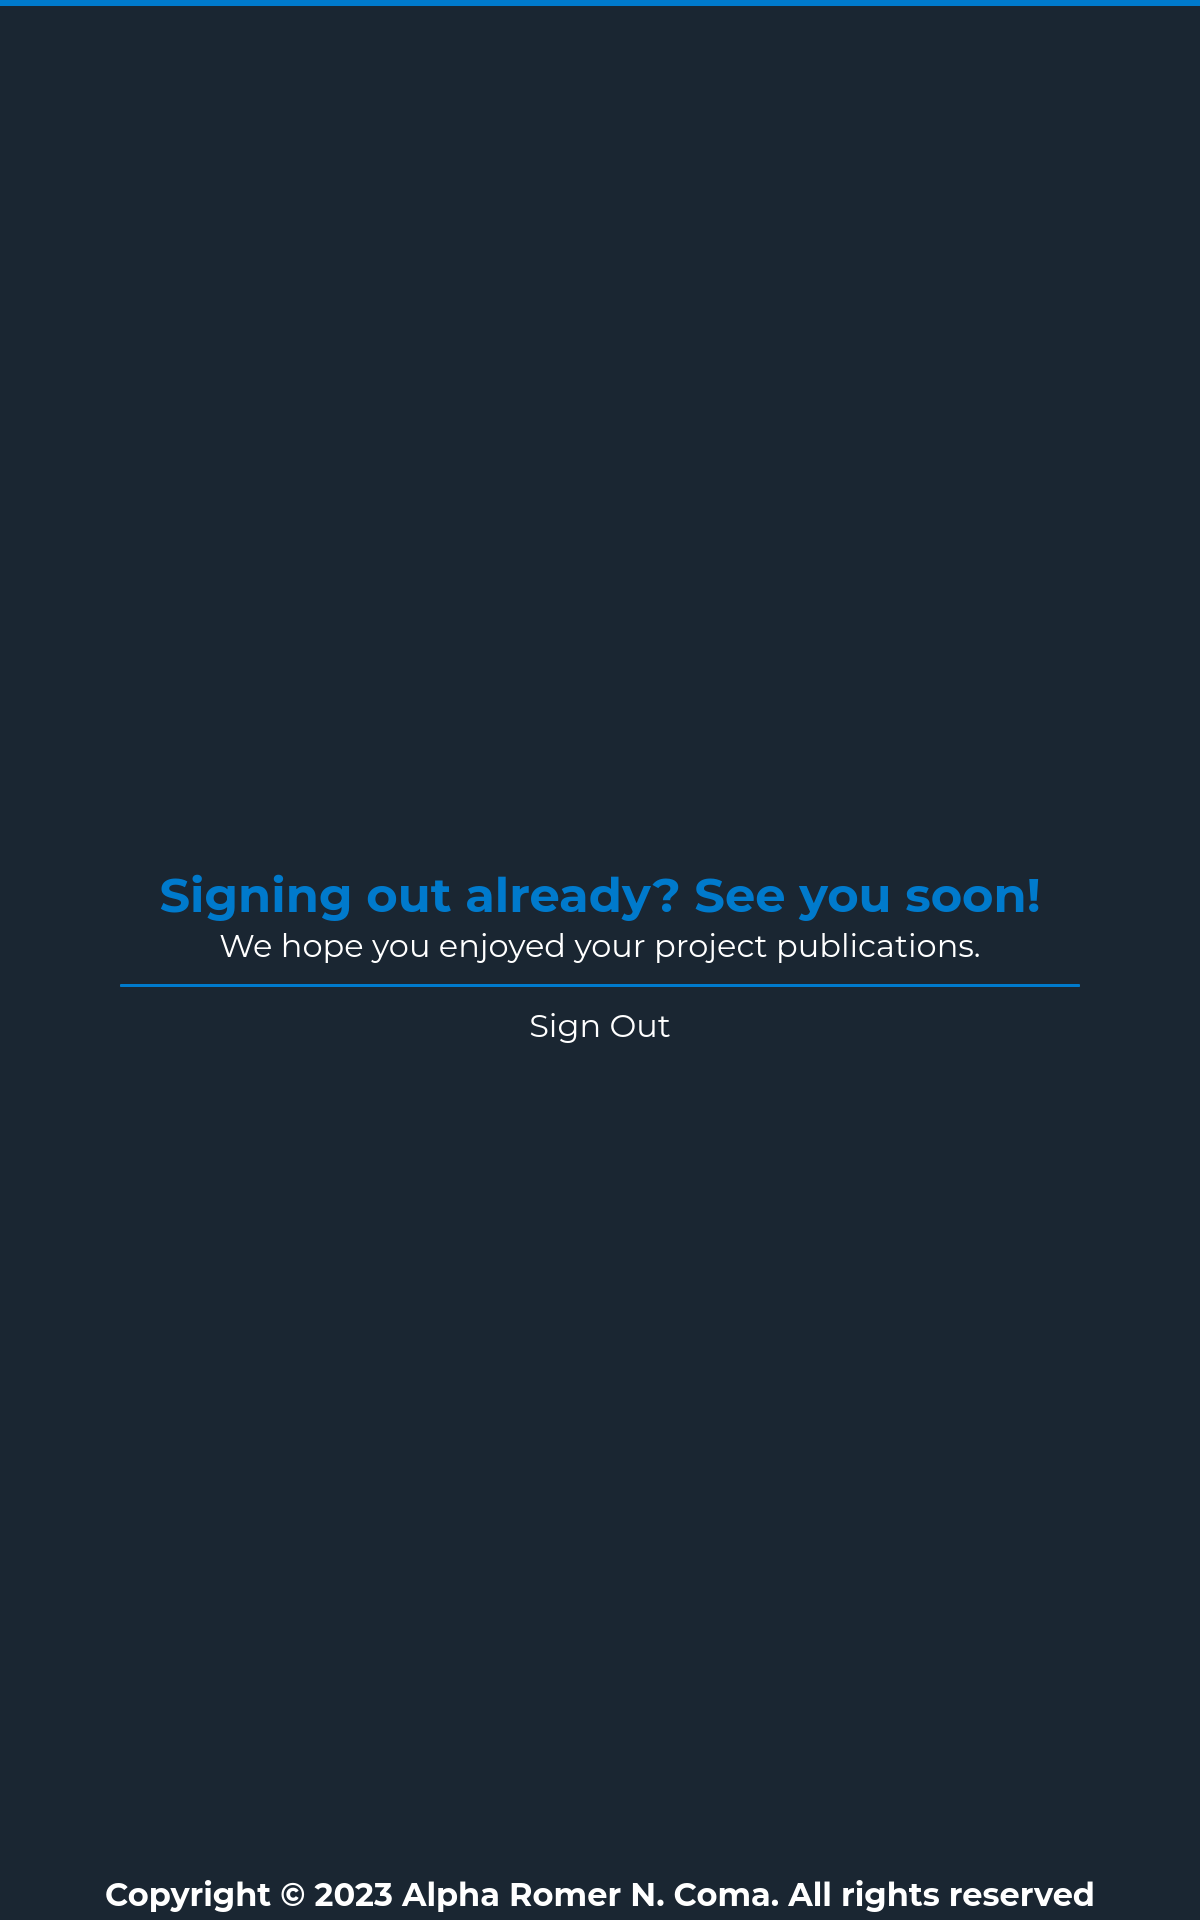 Signing out already? See you soon!
We hope you enjoyed your project publications.
Sign Out
Copyright © 2023 Alpha Romer N. Coma. All rights reserved